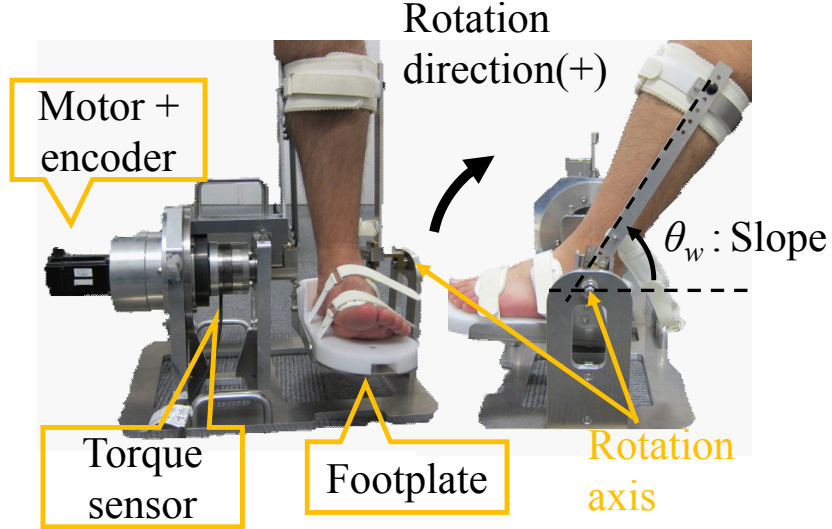 Rotation
direction(+)
Motor +
encoder
θw : Slope
Torque
sensor
Footplate
Rotation
axis